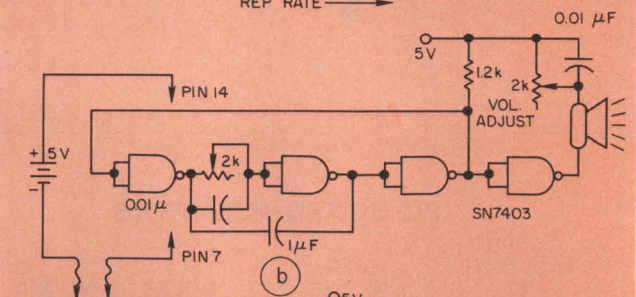 REP RATE
0.01 µF
5V
1.2k
2k
VOL.
ADJUST
PIN 14
+ 5V
-
2k
0.01 µ
SN7403
1µF
PIN 7
b